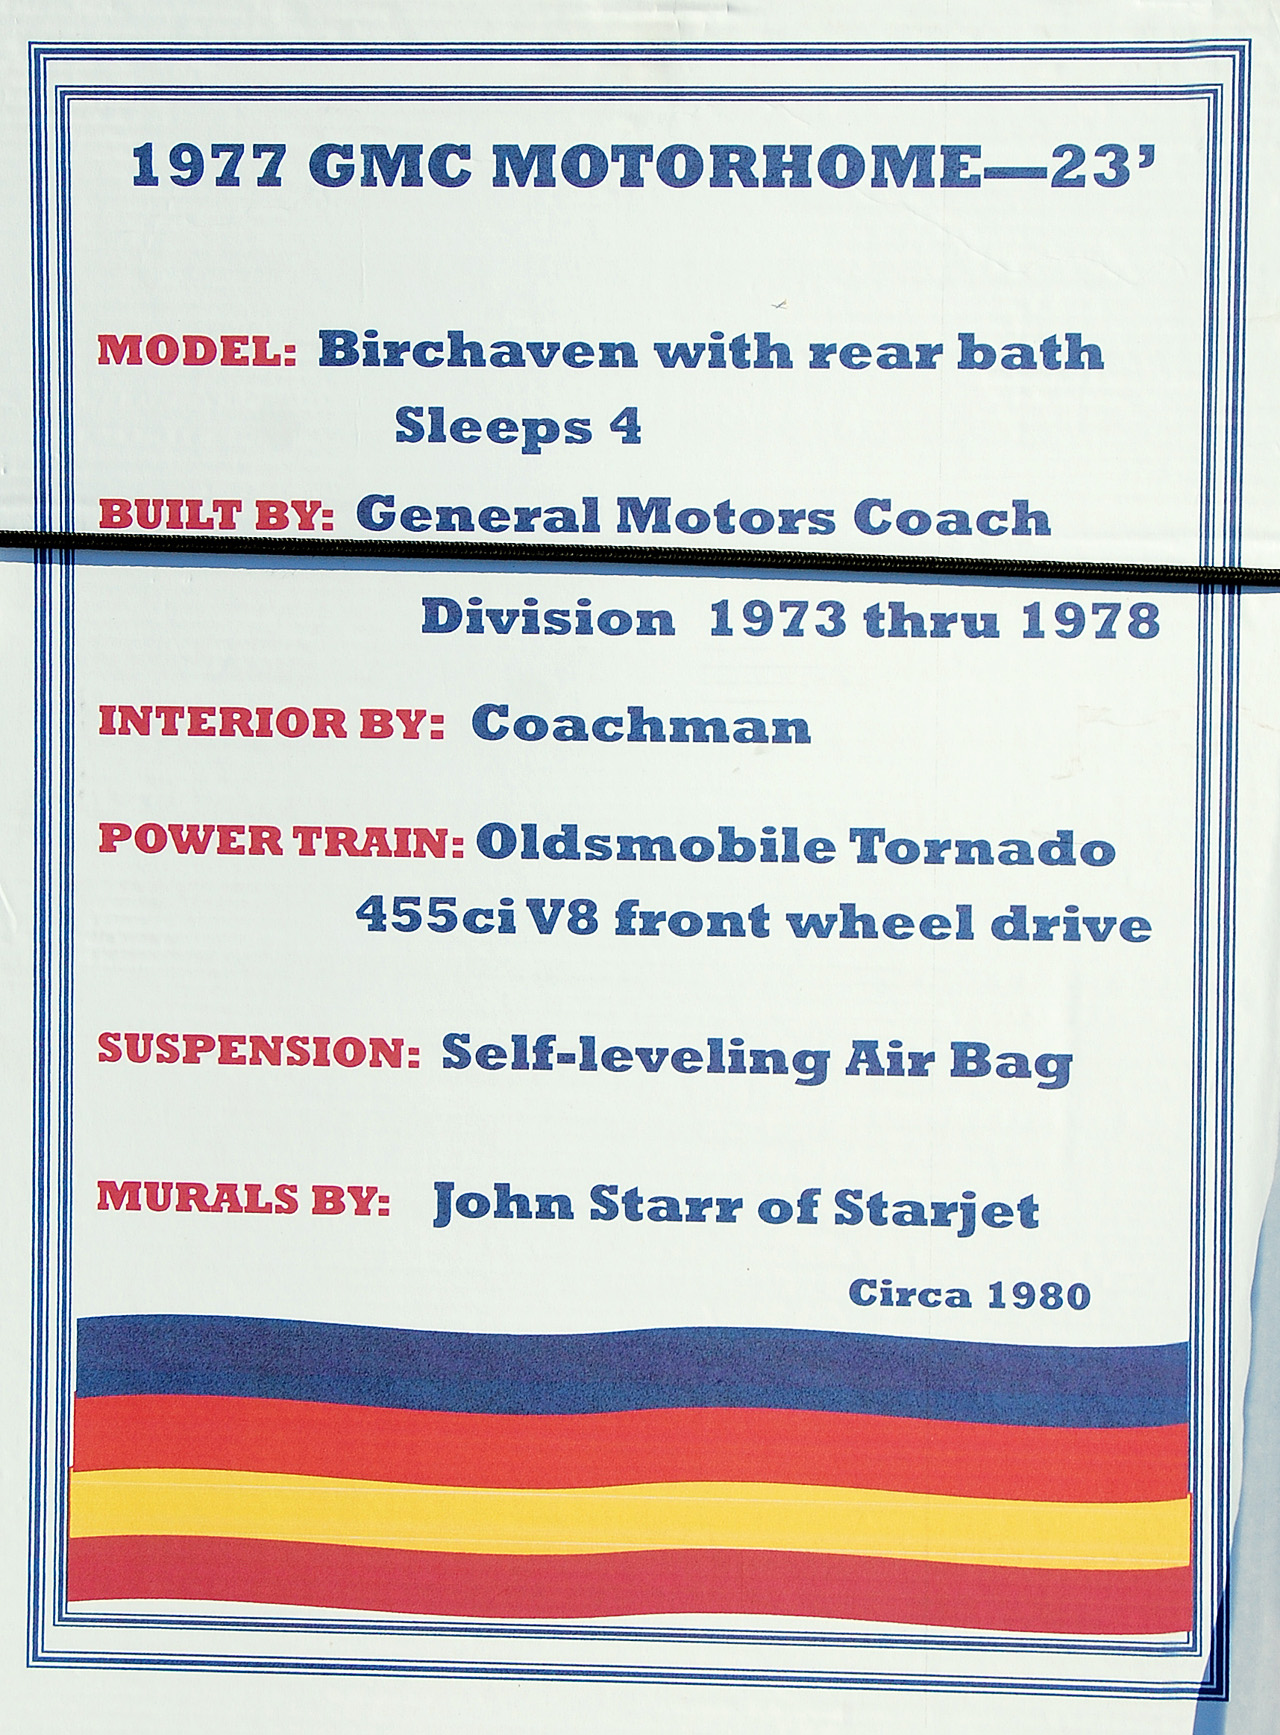 1977 GMC MOTORHOME—23’
MODEL: Birchaven with rear bath
Sleeps 4
BUILT BY: General Motors Coach
Division 1973 thru 1978
INTERIOR BY: Coachman
POWER TRAIN: Oldsmobile Tornado
455ci V8 front wheel drive
SUSPENSION: Self-leveling Air Bag
MURALS BY: John Starr of Starjet
Circa 1980